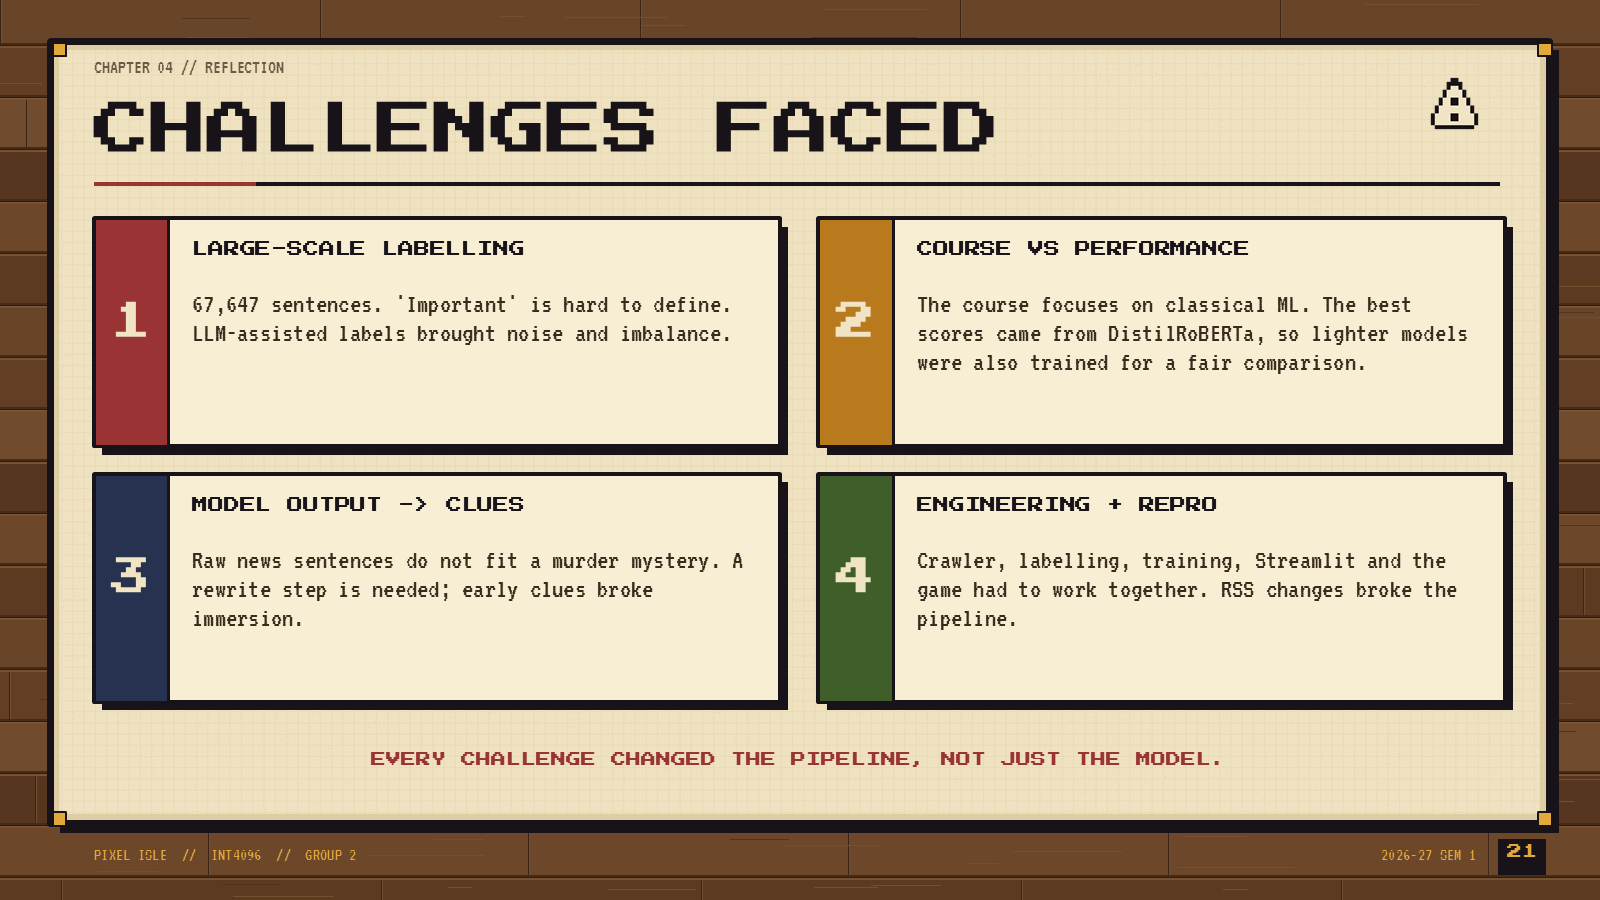 CHAPTER 04 // REFLECTION
CHALLENGES FACED
1
LARGE-SCALE LABELLING
67,647 sentences. 'Important' is hard to define.
LLM-assisted labels brought noise and imbalance.
2
COURSE VS PERFORMANCE
The course focuses on classical ML. The best
scores came from DistilRoBERTa, so lighter models
were also trained for a fair comparison.
3
MODEL OUTPUT -> CLUES
Raw news sentences do not fit a murder mystery. A
rewrite step is needed; early clues broke
immersion.
4
ENGINEERING + REPRO
Crawler, labelling, training, Streamlit and the
game had to work together. RSS changes broke the
pipeline.
EVERY CHALLENGE CHANGED THE PIPELINE, NOT JUST THE MODEL.
PIXEL ISLE // INT4096 // GROUP 2
2026-27 SEM 1
21